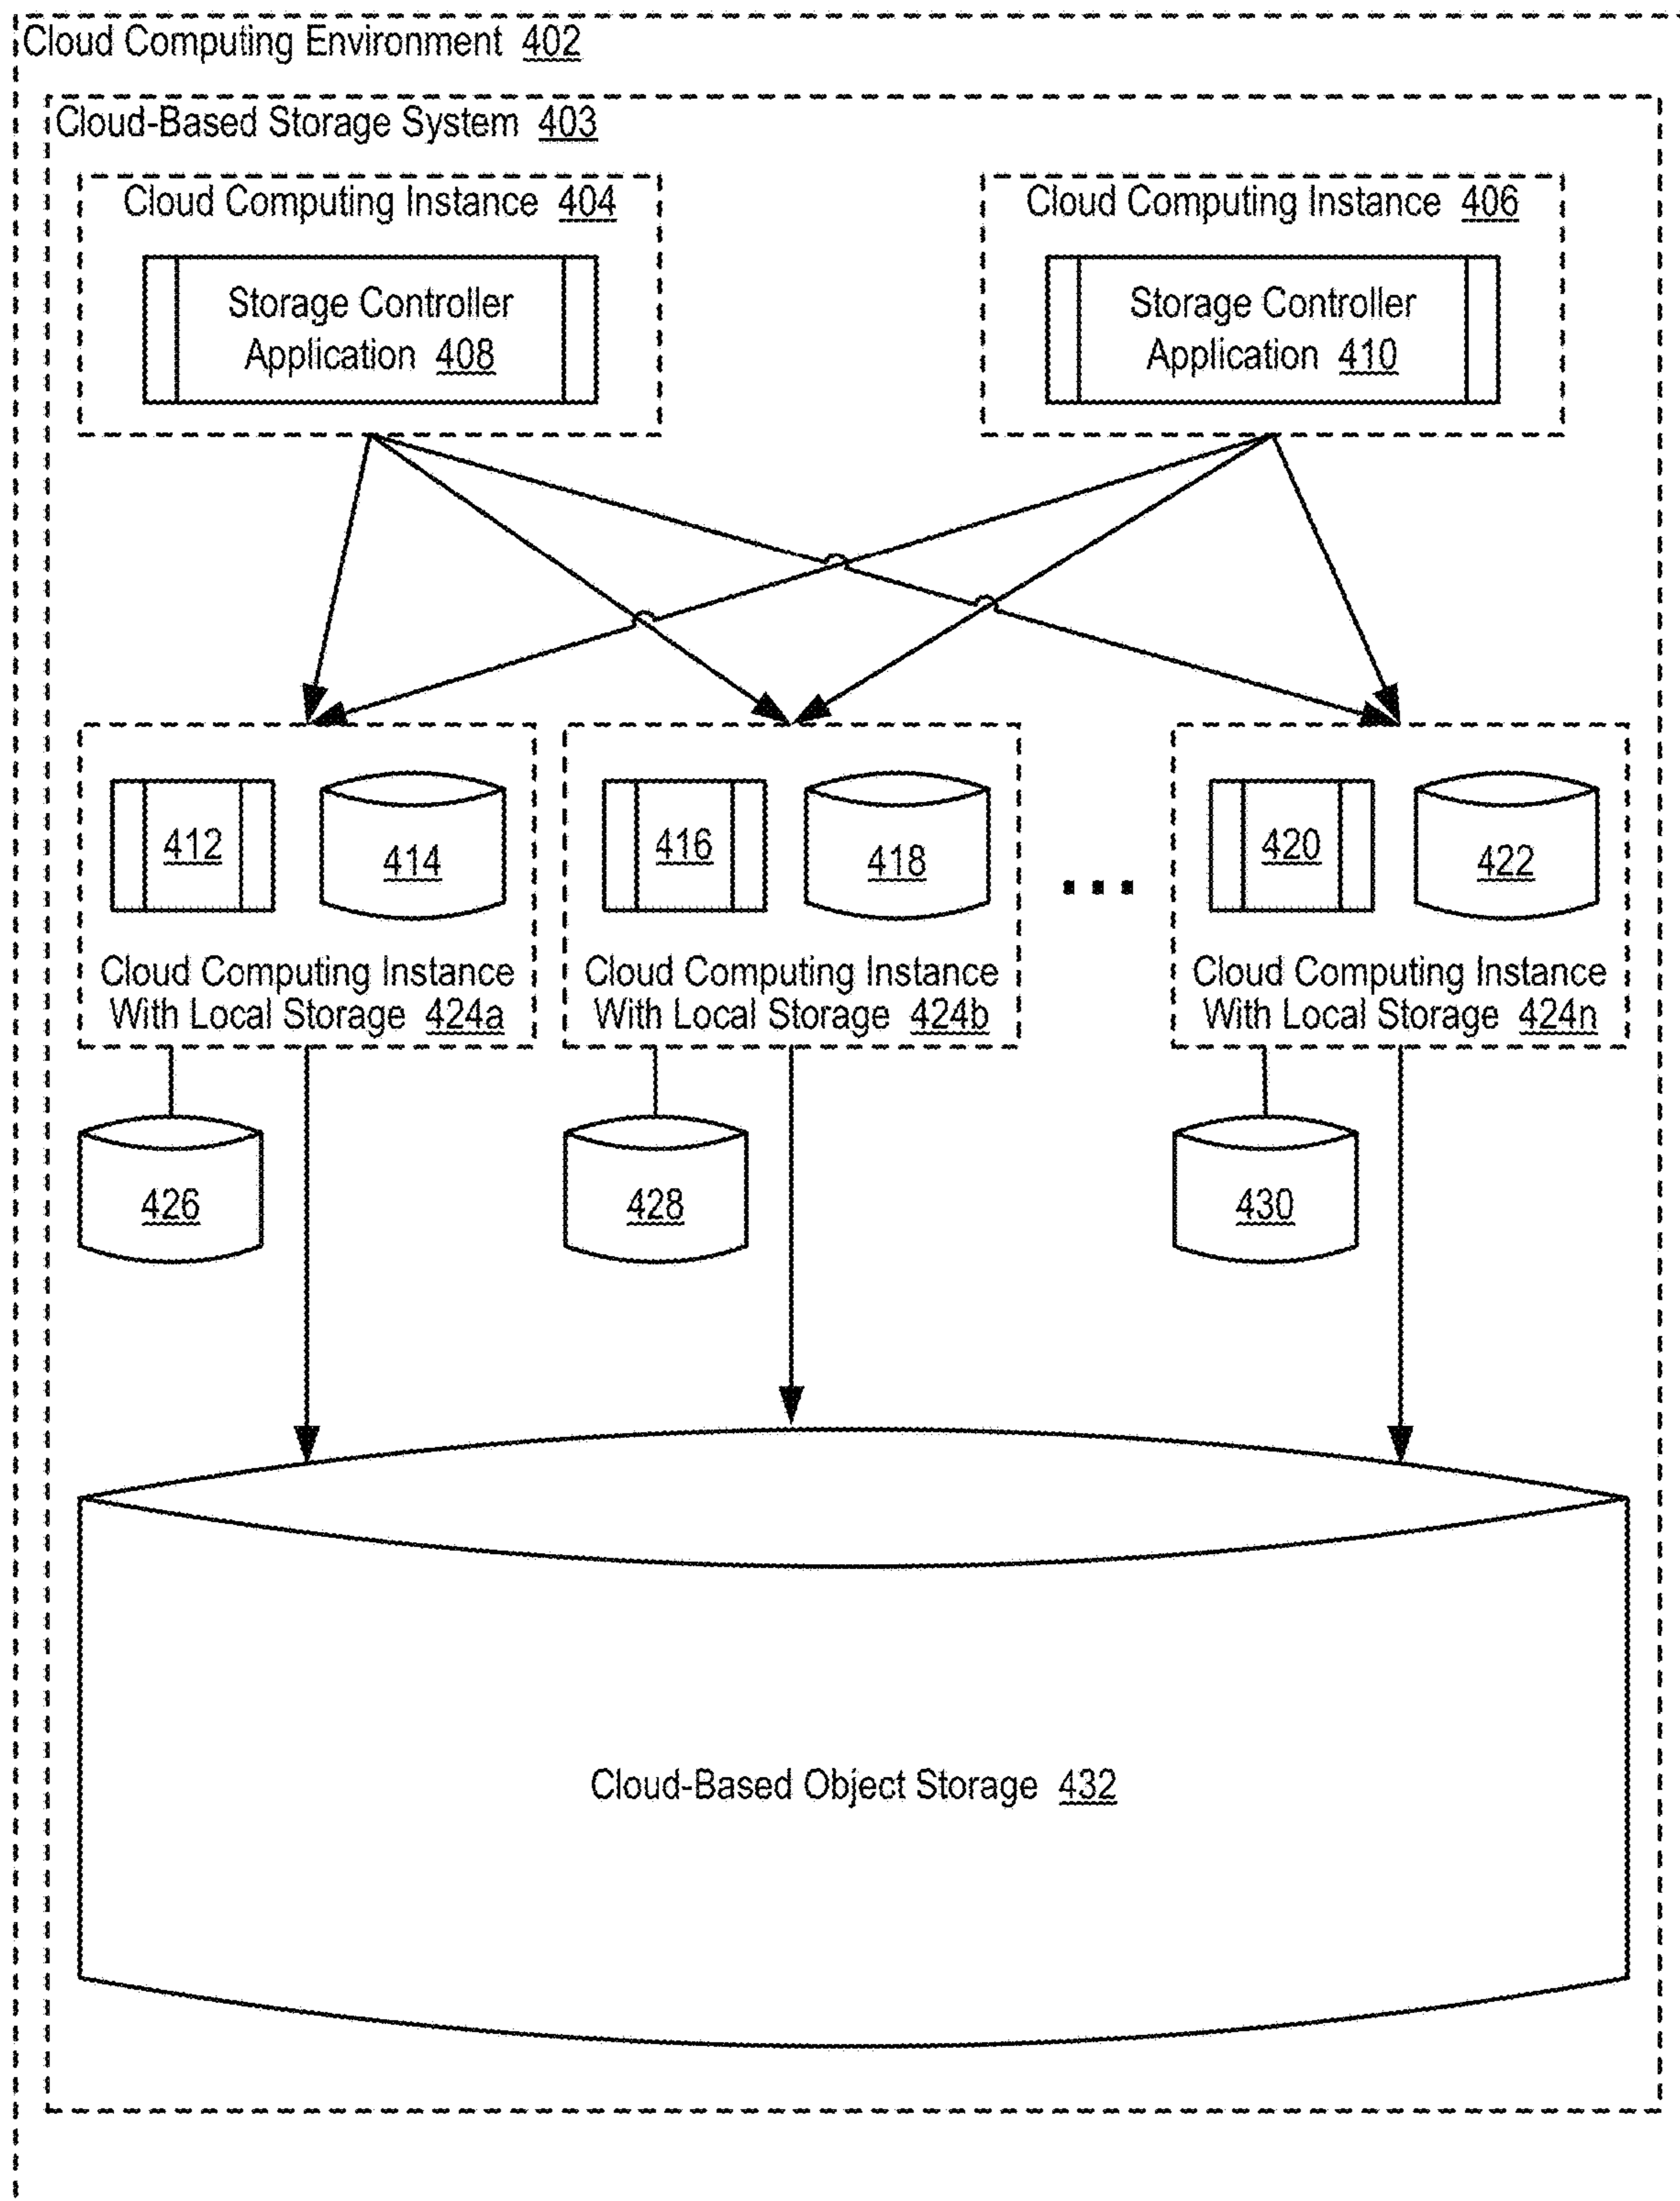 Cloud Computing Environment 402
Cloud-Based Storage System 403
Cloud Computing Instance 404
Storage Controller
Application 408
Cloud Computing Instance 406
Storage Controller
Application 410
412
414
Cloud Computing Instance
With Local Storage 424a
416
418
Cloud Computing Instance
With Local Storage 424b
...
420
422
Cloud Computing Instance
With Local Storage 424n
426
428
430
Cloud-Based Object Storage 432